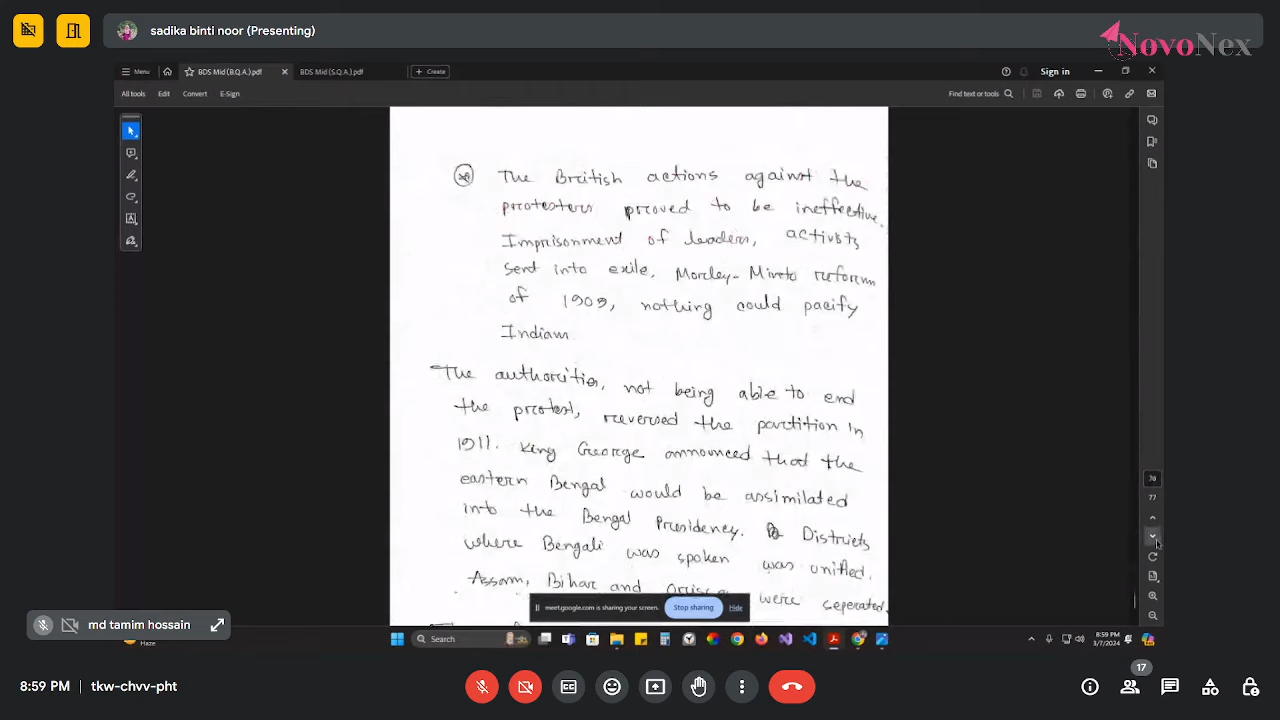 sadika binti noor (Presenting)
NovoNex
Menu
BDS Mid (B.Q.A.).pdf
BDS Mid (S.Q.A.).pdf
Create
Sign in
All tools
Edit
Convert
E-Sign
Find text or tools
The British actions against the
protesters proved to be ineffective.
Imprisonment of leaders, activists
sent into exile, Morley-Minto reform
of 1909, nothing could pacify
Indians
The authorities, not being able to end
the protest, reversed the partition in
1911. King George announced that the
eastern Bengal would be assimilated
into the Bengal Presidency. Districts
where Bengali was spoken was unified.
Assam, Bihar and Orissa were seperated.
70
77
meet.google.com is sharing your screen.
Stop sharing
Hide
md tamim hossain
Haze
Search
8:59 PM
3/7/2024
17
8:59 PM
tkw-chvv-pht